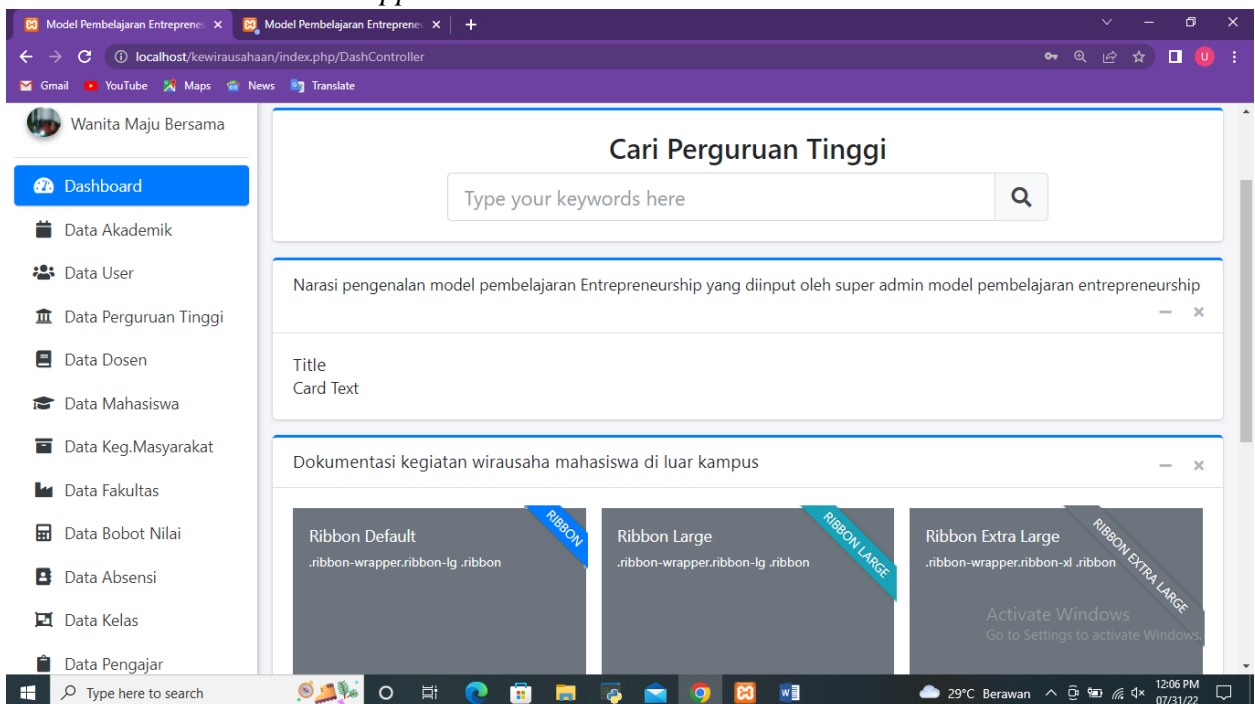 Model Pembelajaran Entreprene
Model Pembelajaran Entreprene
localhost/kewirausahaan/index.php/DashController
U
Gmail YouTube Maps News Translate
Wanita Maju Bersama
Dashboard
Data Akademik
Data User
Data Perguruan Tinggi
Data Dosen
Data Mahasiswa
Data Keg.Masyarakat
Data Fakultas
Data Bobot Nilai
Data Absensi
Data Kelas
Data Pengajar
Cari Perguruan Tinggi
Type your keywords here
Narasi pengenalan model pembelajaran Entrepreneurship yang diinput oleh super admin model pembelajaran entrepreneurship
Title
Card Text
Dokumentasi kegiatan wirausaha mahasiswa di luar kampus
Ribbon Default
.ribbon-wrapper.ribbon-lg .ribbon
RIBBON
Ribbon Large
.ribbon-wrapper.ribbon-lg .ribbon
RIBBON LARGE
Ribbon Extra Large
.ribbon-wrapper.ribbon-xl .ribbon
RIBBON EXTRA LARGE
Activate Windows
Go to Settings to activate Windows.
Type here to search
29°C Berawan
12:06 PM
07/31/22